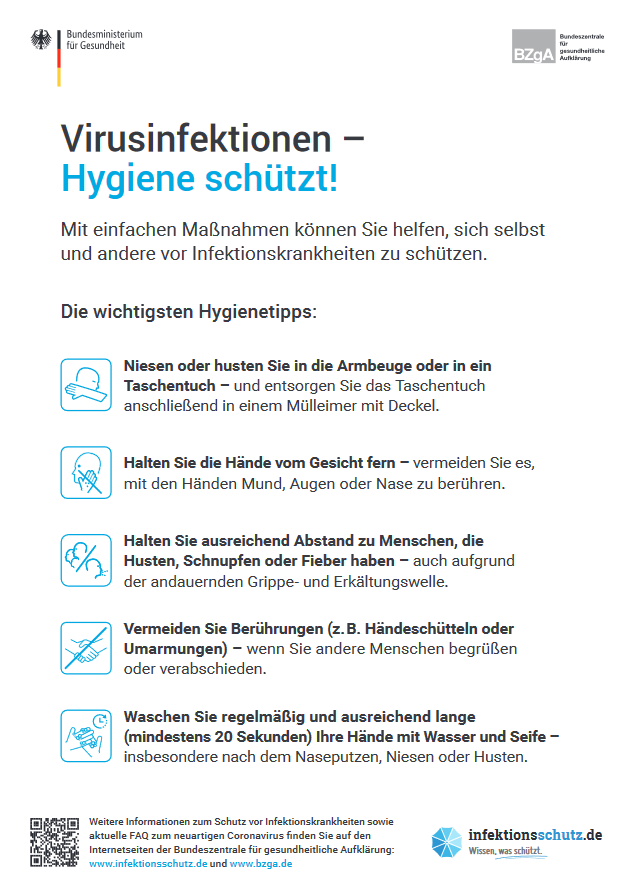 Bundesministerium
für Gesundheit
BZgA
Bundeszentrale
für
gesundheitliche
Aufklärung
Virusinfektionen –
Hygiene schützt!
Mit einfachen Maßnahmen können Sie helfen, sich selbst
und andere vor Infektionskrankheiten zu schützen.
Die wichtigsten Hygienetipps:
Niesen oder husten Sie in die Armbeuge oder in ein
Taschentuch – und entsorgen Sie das Taschentuch
anschließend in einem Mülleimer mit Deckel.
Halten Sie die Hände vom Gesicht fern – vermeiden Sie es,
mit den Händen Mund, Augen oder Nase zu berühren.
Halten Sie ausreichend Abstand zu Menschen, die
Husten, Schnupfen oder Fieber haben – auch aufgrund
der andauernden Grippe- und Erkältungswelle.
Vermeiden Sie Berührungen (z. B. Händeschütteln oder
Umarmungen) – wenn Sie andere Menschen begrüßen
oder verabschieden.
Waschen Sie regelmäßig und ausreichend lange
(mindestens 20 Sekunden) Ihre Hände mit Wasser und Seife –
insbesondere nach dem Naseputzen, Niesen oder Husten.
Weitere Informationen zum Schutz vor Infektionskrankheiten sowie
aktuelle FAQ zum neuartigen Coronavirus finden Sie auf den
Internetseiten der Bundeszentrale für gesundheitliche Aufklärung:
www.infektionsschutz.de und www.bzga.de
infektionsschutz.de
Wissen, was schützt.